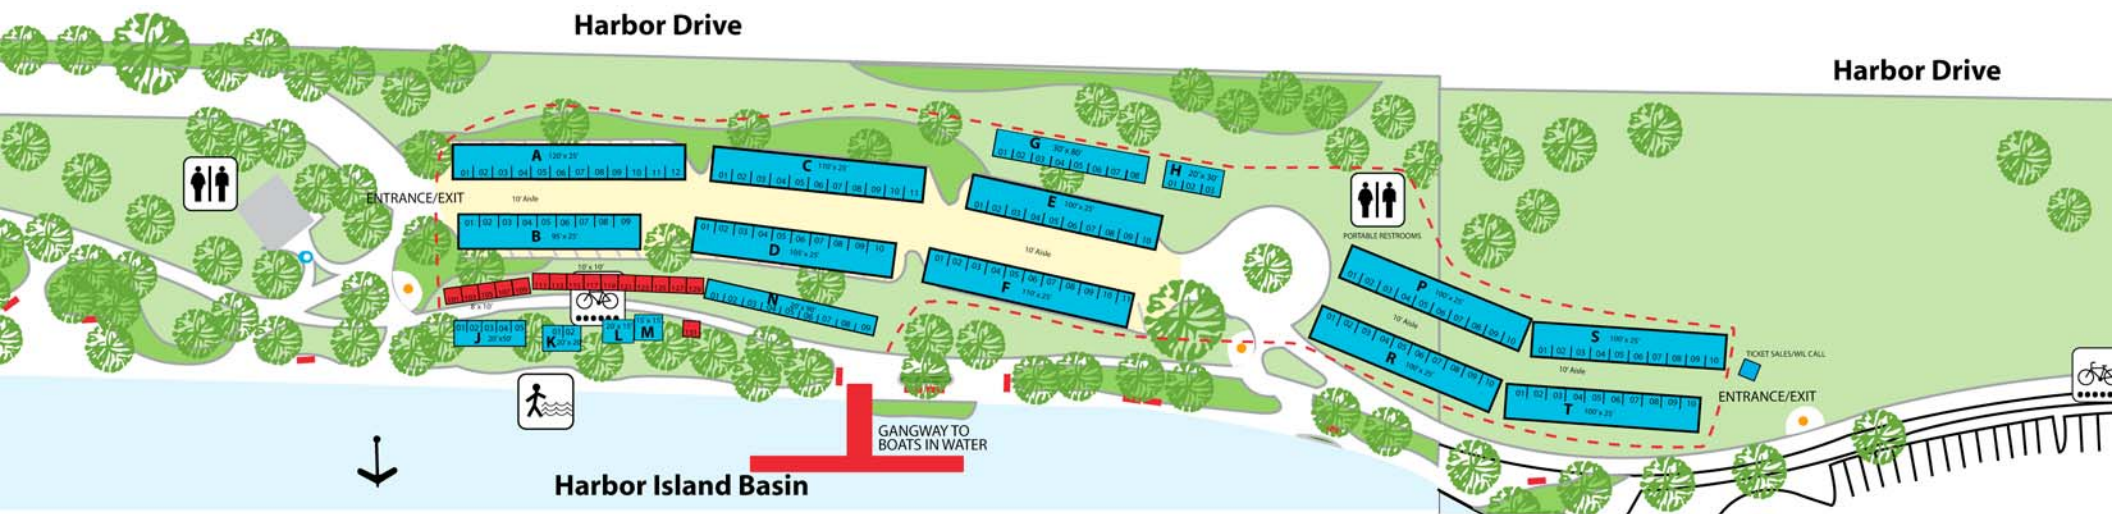 Harbor Drive
Harbor Drive
A 120' x 25'
01 02 03 04 05 06 07 08 09 10 11 12
C 110' x 25'
01 02 03 04 05 06 07 08 09 10 11
G 30' x 80'
01 02 03 04 05 06 07 08
H 20' x 30'
01 02 03
ENTRANCE/EXIT
10' Aisle
E 100' x 25'
01 02 03 04 05 06 07 08 09 10
01 02 03 04 05 06 07 08 09
B 95' x 25'
01 02 03 04 05 06 07 08 09 10
D 100' x 25'
10' Aisle
01 02 03 04 05 06 07 08 09 10 11
F 110' x 25'
PORTABLE RESTROOMS
10' x 10'
8' x 10'
N
01 02 03 04 05 06 07 08 09
01 02 03 04 05
J 20' x 50'
01 02
K 20' x 20'
L
M 15' x 15'
P 100' x 25'
01 02 03 04 05 06 07 08 09 10
10' Aisle
01 02 03 04 05 06 07 08 09 10
R 100' x 25'
S 100' x 25'
01 02 03 04 05 06 07 08 09 10
10' Aisle
01 02 03 04 05 06 07 08 09 10
T 100' x 25'
TICKET SALES/WIL CALL
ENTRANCE/EXIT
GANGWAY TO
BOATS IN WATER
Harbor Island Basin